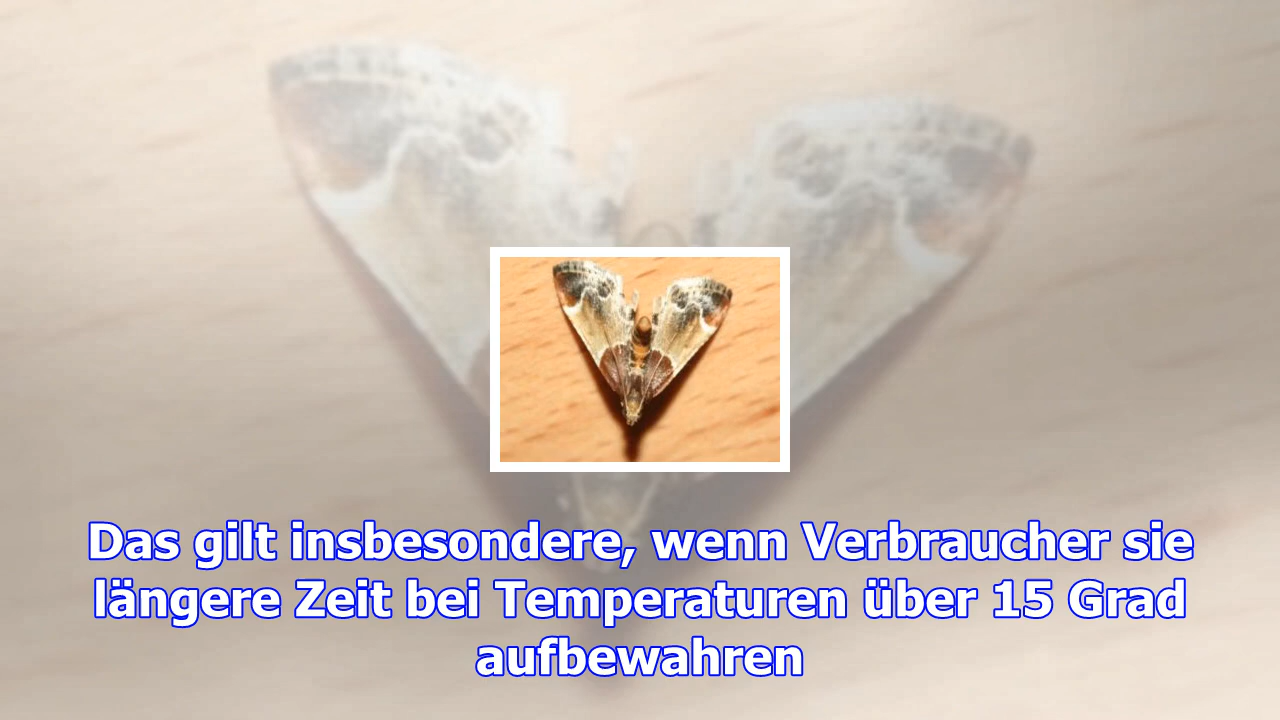 Das gilt insbesondere, wenn Verbraucher sie
längere Zeit bei Temperaturen über 15 Grad
aufbewahren